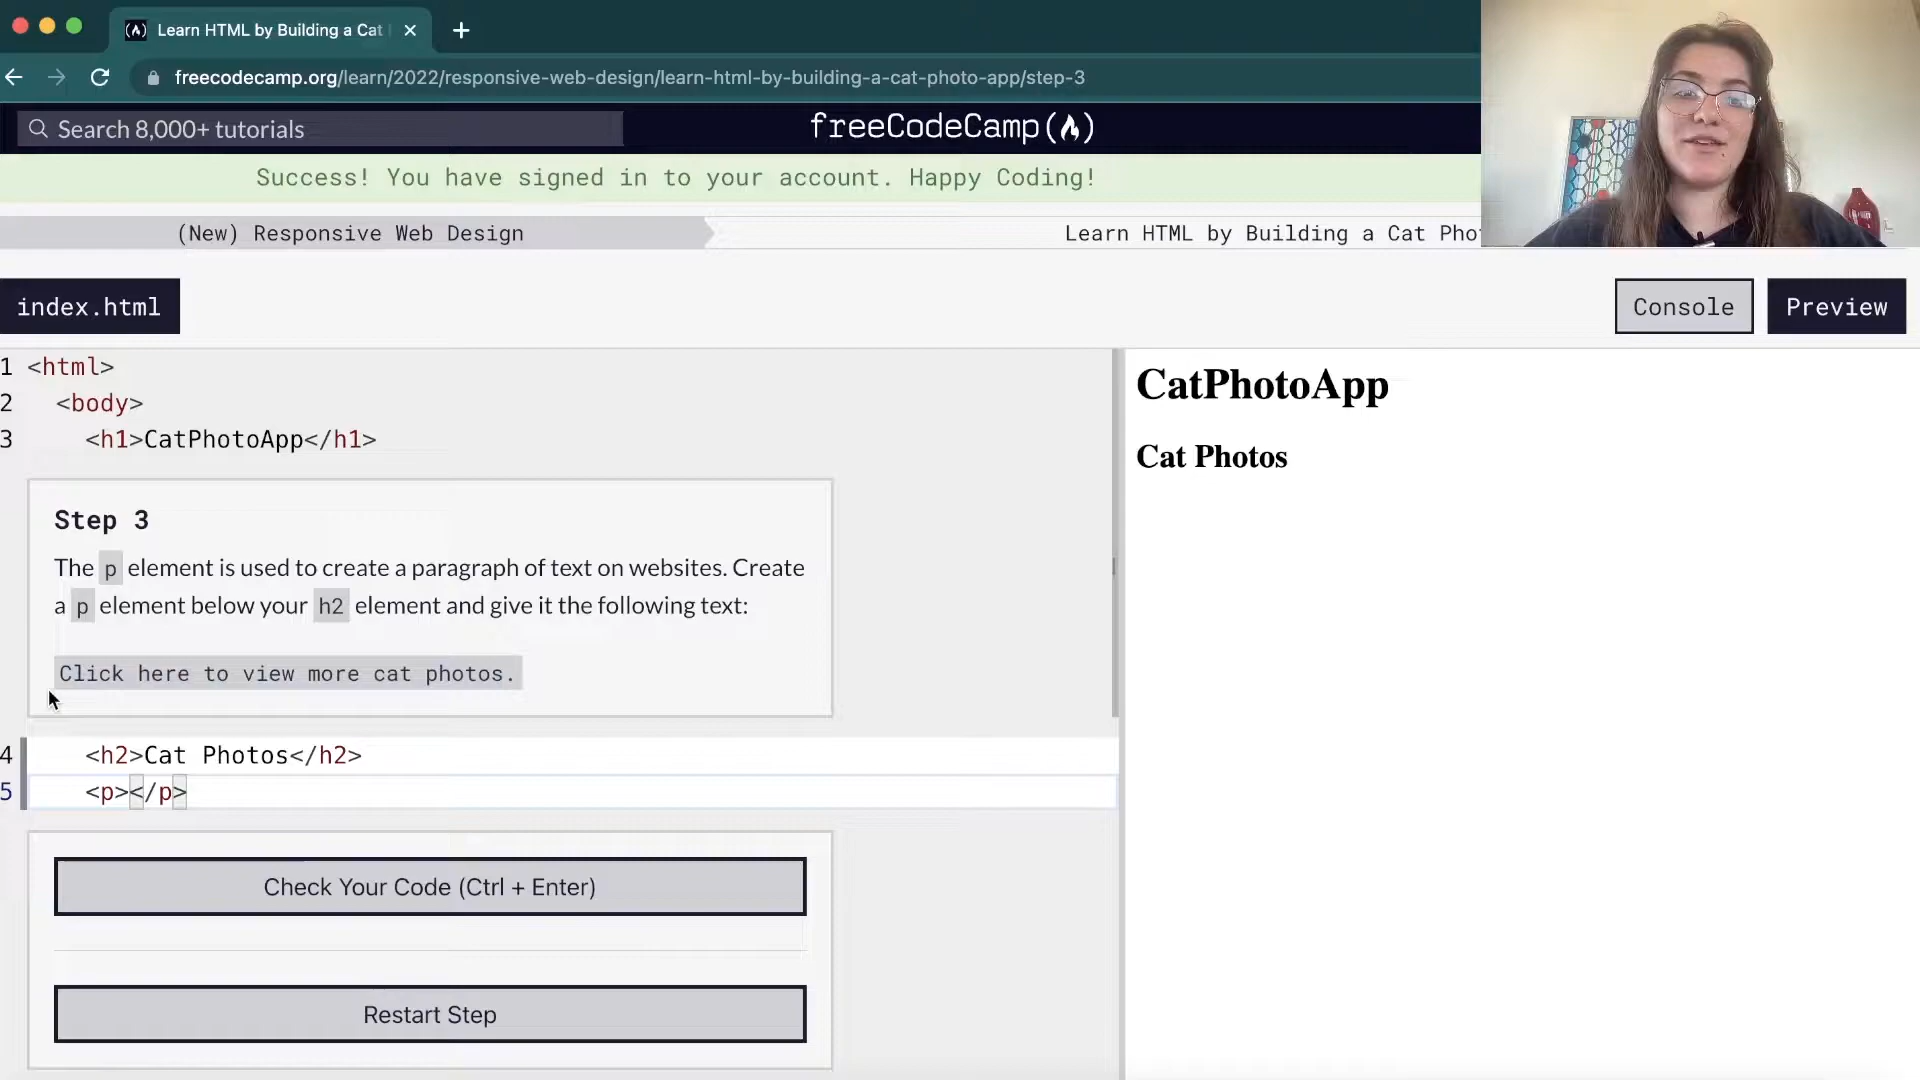 Learn HTML by Building a Cat
freecodecamp.org/learn/2022/responsive-web-design/learn-html-by-building-a-cat-photo-app/step-3
Search 8,000+ tutorials
freeCodeCamp
Success! You have signed in to your account. Happy Coding!
(New) Responsive Web Design
Learn HTML by Building a Cat Pho
index.html
Console
Preview
1 <html>
2 <body>
3 <h1>CatPhotoApp</h1>
Step 3
The p element is used to create a paragraph of text on websites. Create
a p element below your h2 element and give it the following text:
Click here to view more cat photos.
4 <h2>Cat Photos</h2>
5 <p></p>
Check Your Code (Ctrl + Enter)
Restart Step
CatPhotoApp
Cat Photos